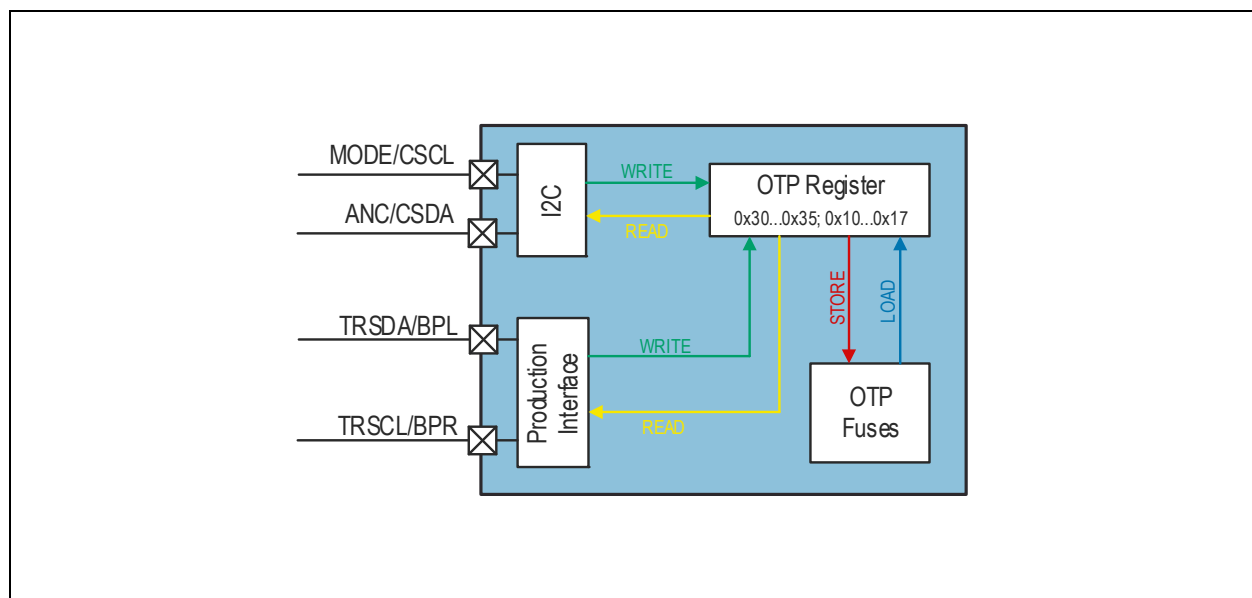 MODE/CSCL
ANC/CSDA
I2C
WRITE
READ
OTP Register
0x30...0x35; 0x10...0x17
TRSDA/BPL
TRSCL/BPR
Production
Interface
WRITE
READ
STORE
LOAD
OTP
Fuses